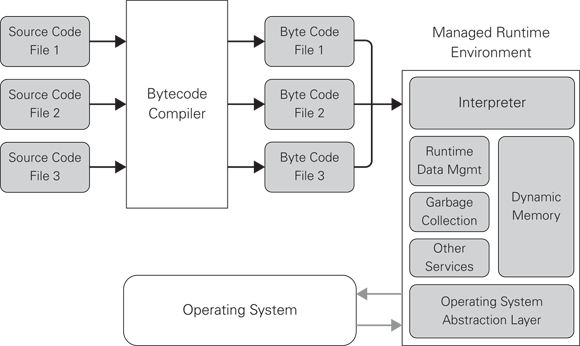 Source Code
File 1
Source Code
File 2
Source Code
File 3
Bytecode
Compiler
Byte Code
File 1
Byte Code
File 2
Byte Code
File 3
Managed Runtime
Environment
Interpreter
Runtime
Data Mgmt
Garbage
Collection
Other
Services
Dynamic
Memory
Operating System
Abstraction Layer
Operating System